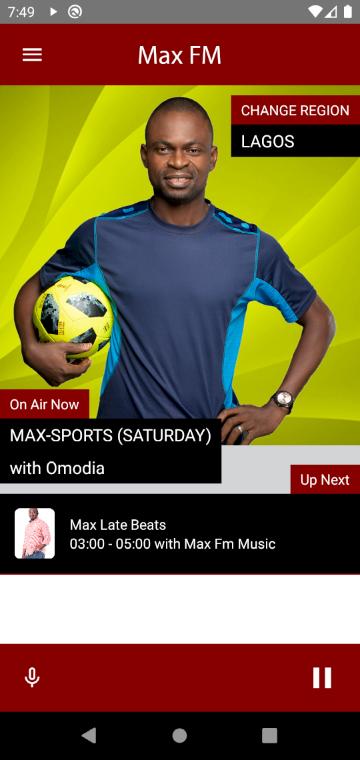 7:49
Max FM
CHANGE REGION
LAGOS
On Air Now
MAX-SPORTS (SATURDAY)
with Omodia
Up Next
Max Late Beats
03:00 - 05:00 with Max Fm Music